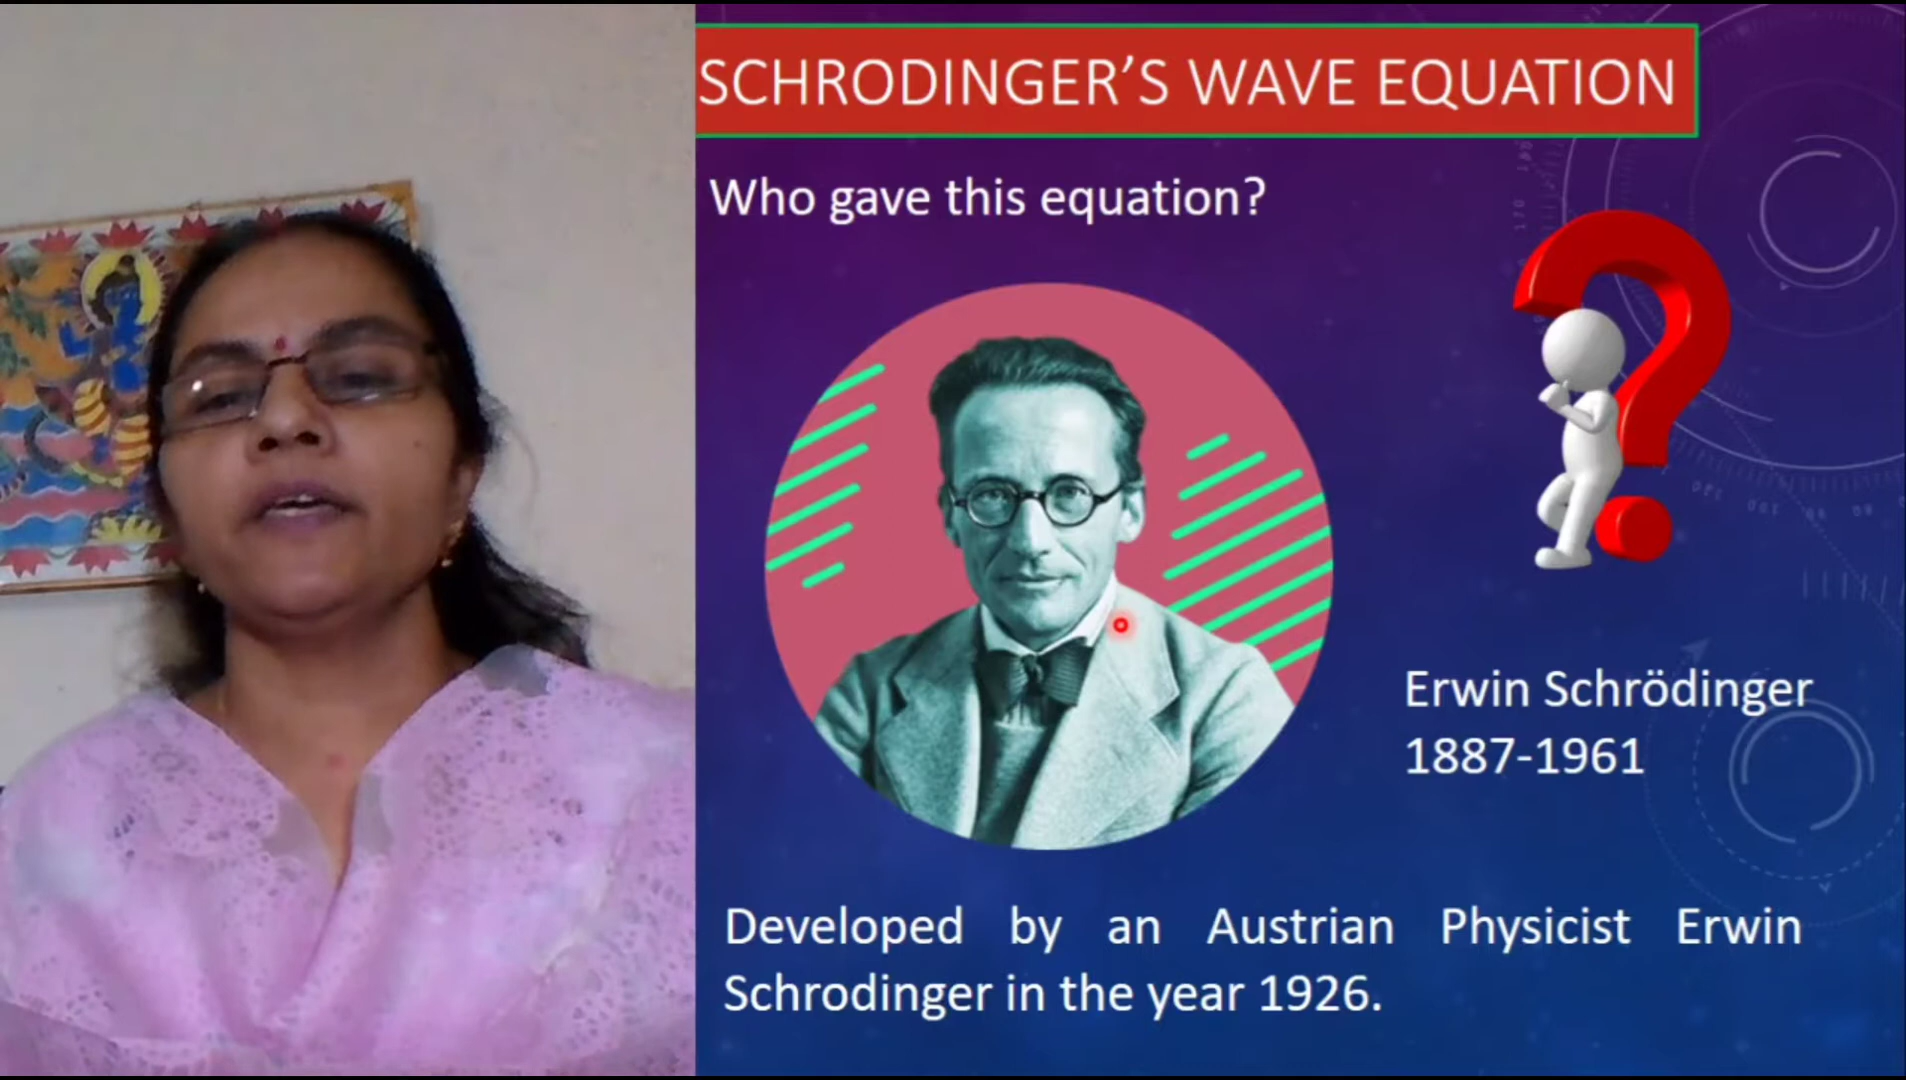 SCHRODINGER’S WAVE EQUATION
Who gave this equation?
Erwin Schrödinger
1887-1961
Developed by an Austrian Physicist Erwin
Schrodinger in the year 1926.